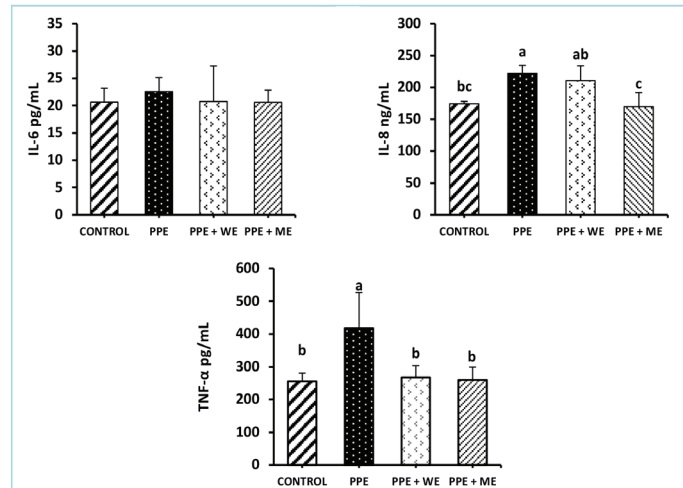 35
30
25
20
15
10
5
0
IL-6 pg/mL
CONTROL PPE PPE + WE PPE + ME
300
250
200
150
100
50
0
IL-8 ng/mL
bc a ab c
CONTROL PPE PPE + WE PPE + ME
600
500
400
300
200
100
0
TNF-α pg/mL
b a b b
CONTROL PPE PPE + WE PPE + ME